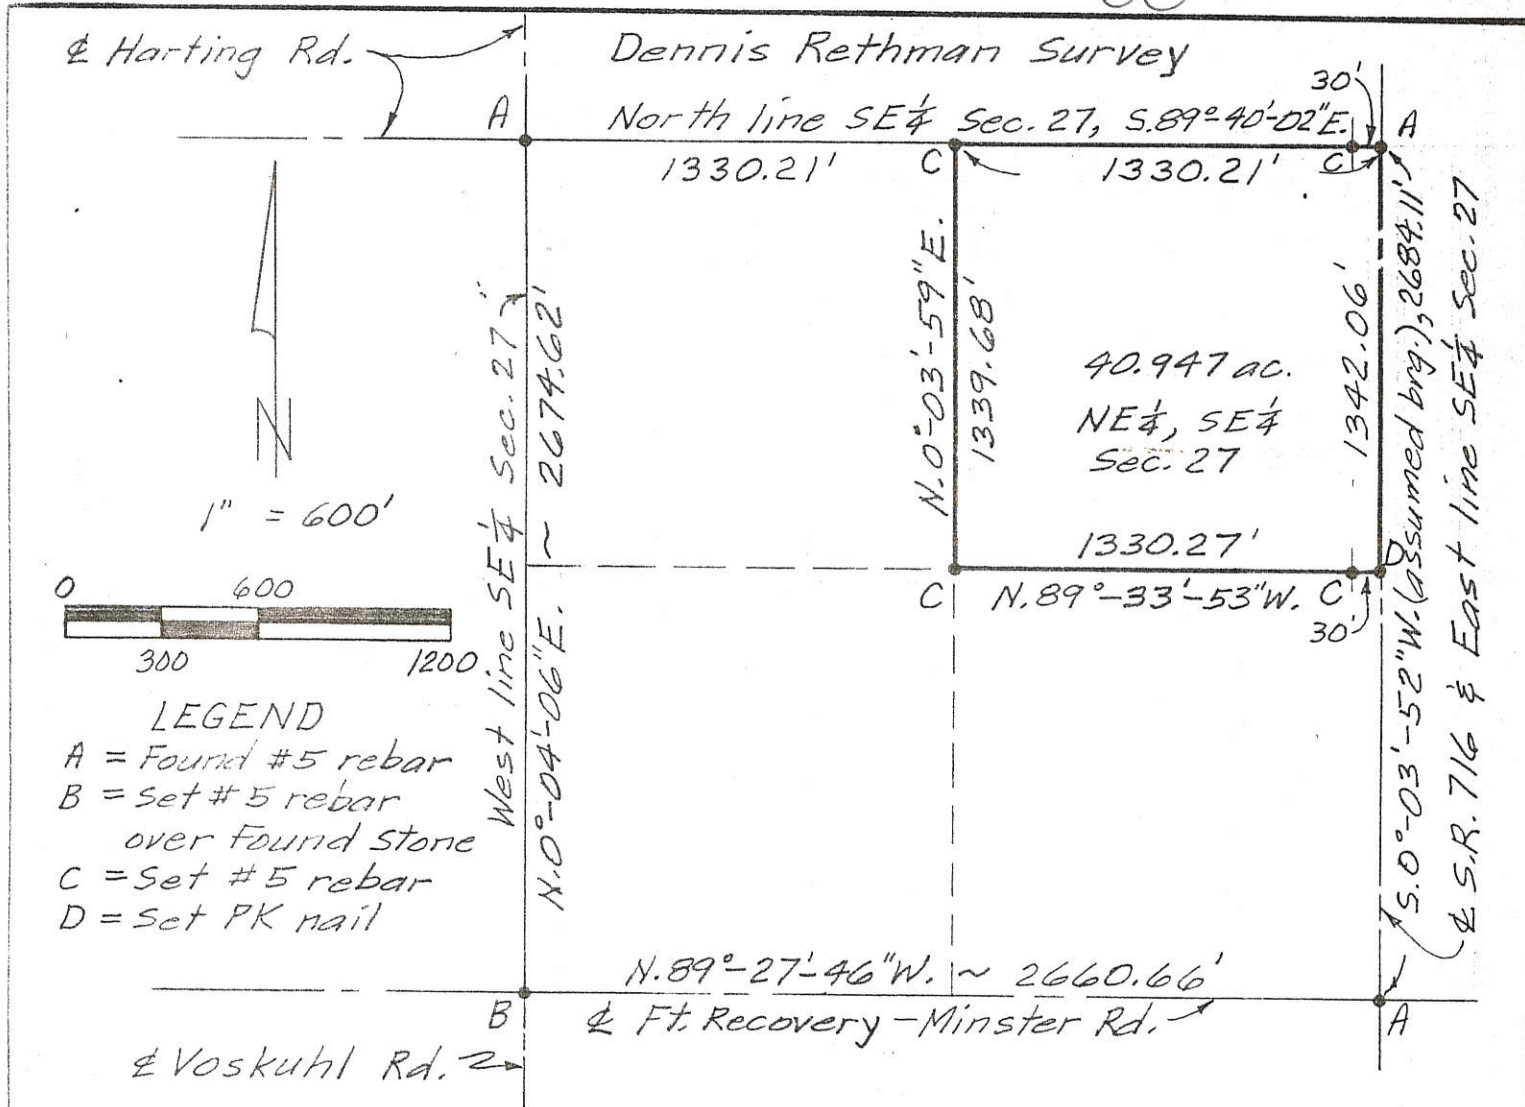 ℄ Harting Rd.
Dennis Rethman Survey
30'
A
North line SE¼ Sec. 27, S.89°-40'-02"E.
A
1330.21'
C
1330.21'
C
N.0°-03'-59"E.
1339.68'
40.947 ac.
NE¼, SE¼
Sec. 27
1342.06'
S.0°-03'-52"W. (assumed brg.), 2684.11'
℄ S.R. 716 & East line SE¼ Sec. 27
West line SE¼ Sec. 27
N.0°-04'-06"E. ~ 2674.62'
N
1" = 600'
0 600
300 1200
1330.27'
D
C
N.89°-33'-53"W.
C
30'
LEGEND
A = Found #5 rebar
B = Set #5 rebar
over Found Stone
C = Set #5 rebar
D = Set PK nail
N.89°-27'-46"W. ~ 2660.66'
B
℄ Ft. Recovery-Minster Rd.
A
℄ Voskuhl Rd.